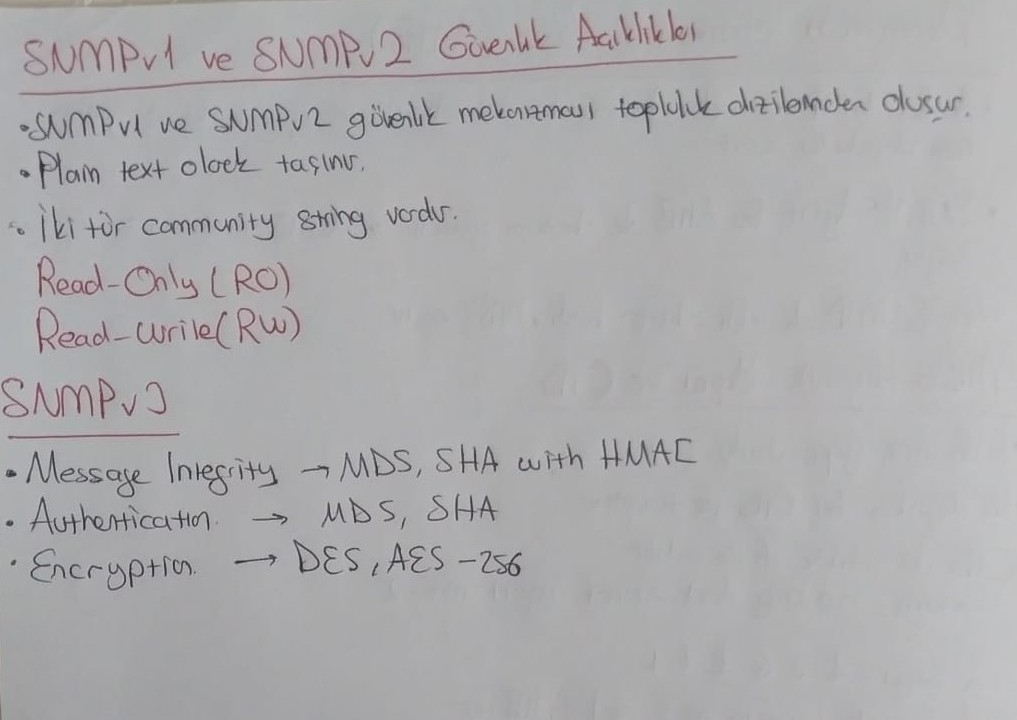 SNMPv1 ve SNMPv2 Güvenlik Açıklıkları
• SNMPv1 ve SNMPv2 güvenlik mekanizması topluluk dizilerinden oluşur.
• Plain text olarak taşınır.
• İki tür community string vardır.
Read-Only (RO)
Read-Write (RW)
SNMPv3
• Message Integrity → MD5, SHA with HMAC
• Authentication → MD5, SHA
• Encryption. → DES, AES-256